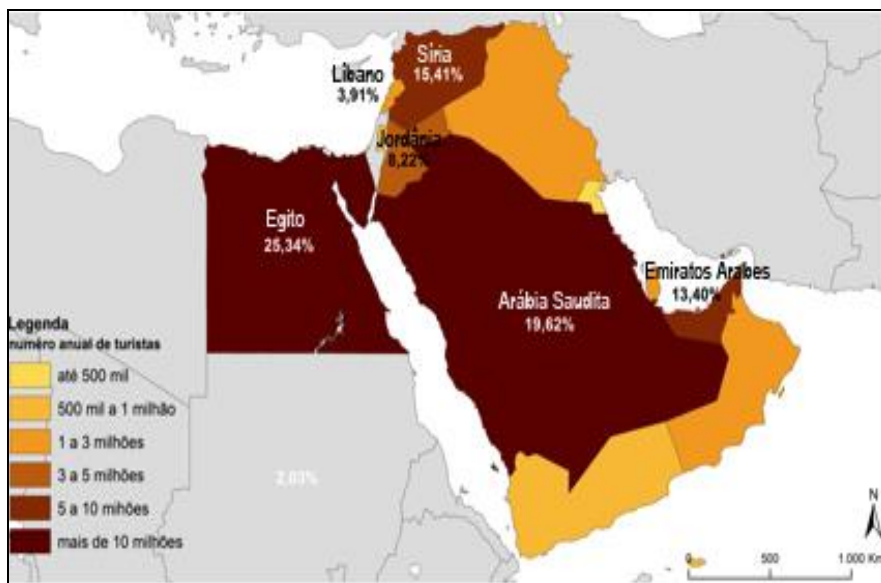 Síria
15,41%
Líbano
3,91%
Jordânia
8,22%
Egito
25,34%
Emiratos Árabes
13,40%
Arábia Saudita
19,62%
2,03%
Legenda
numéro anual de turistas
até 500 mil
500 mil a 1 milhão
1 a 3 milhões
3 a 5 milhões
5 a 10 mihões
mais de 10 milhões
N
0 500 1.000 Km